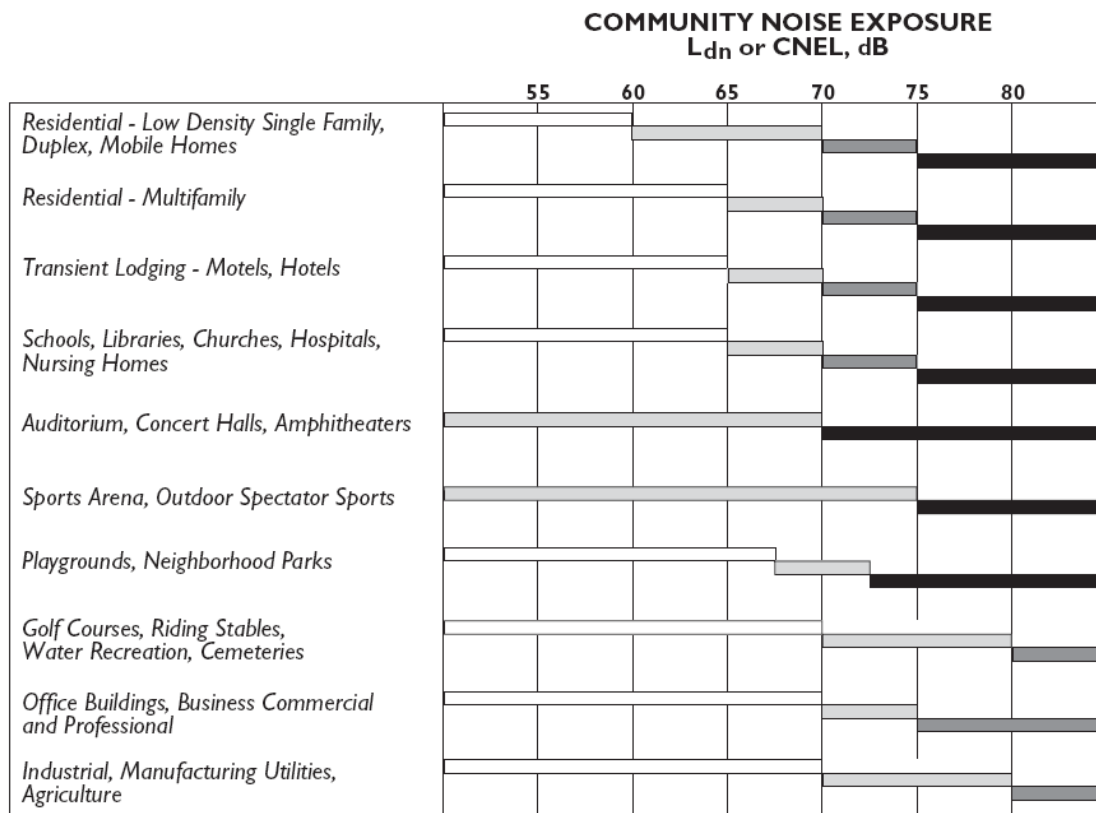 COMMUNITY NOISE EXPOSURE
Ldn or CNEL, dB
55 60 65 70 75 80
Residential - Low Density Single Family,
Duplex, Mobile Homes
Residential - Multifamily
Transient Lodging - Motels, Hotels
Schools, Libraries, Churches, Hospitals,
Nursing Homes
Auditorium, Concert Halls, Amphitheaters
Sports Arena, Outdoor Spectator Sports
Playgrounds, Neighborhood Parks
Golf Courses, Riding Stables,
Water Recreation, Cemeteries
Office Buildings, Business Commercial
and Professional
Industrial, Manufacturing Utilities,
Agriculture